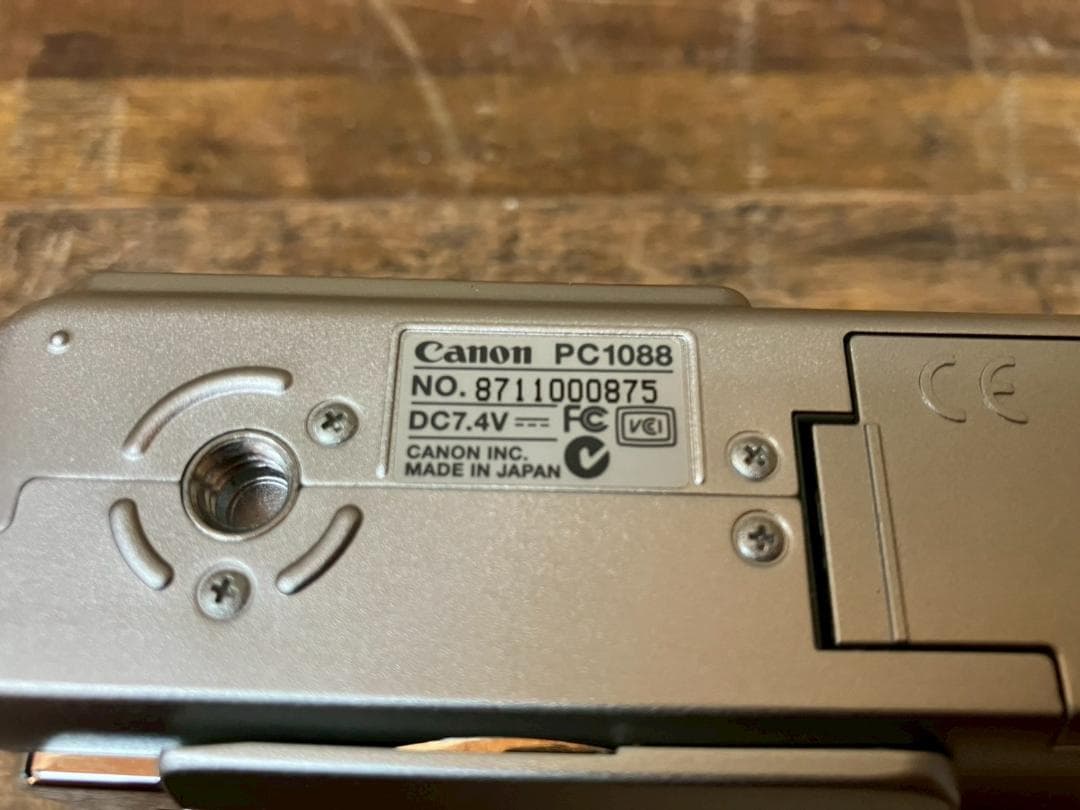 Canon PC1088
NO. 8711000875
DC7.4V FC VCI
CANON INC.
MADE IN JAPAN
CE